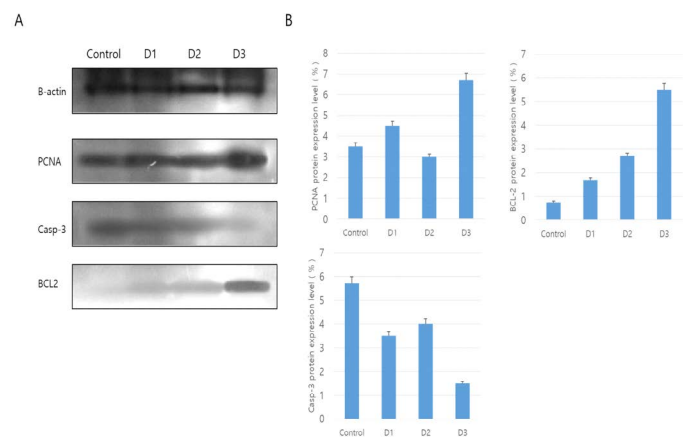 A
B
Control D1 D2 D3
B-actin
PCNA
Casp-3
BCL2
PCNA protein expression level (%)
8
7
6
5
4
3
2
1
0
Control D1 D2 D3
BCL-2 protein expression level (%)
7
6
5
4
3
2
1
0
Control D1 D2 D3
Casp-3 protein expression level (%)
7
6
5
4
3
2
1
0
Control D1 D2 D3